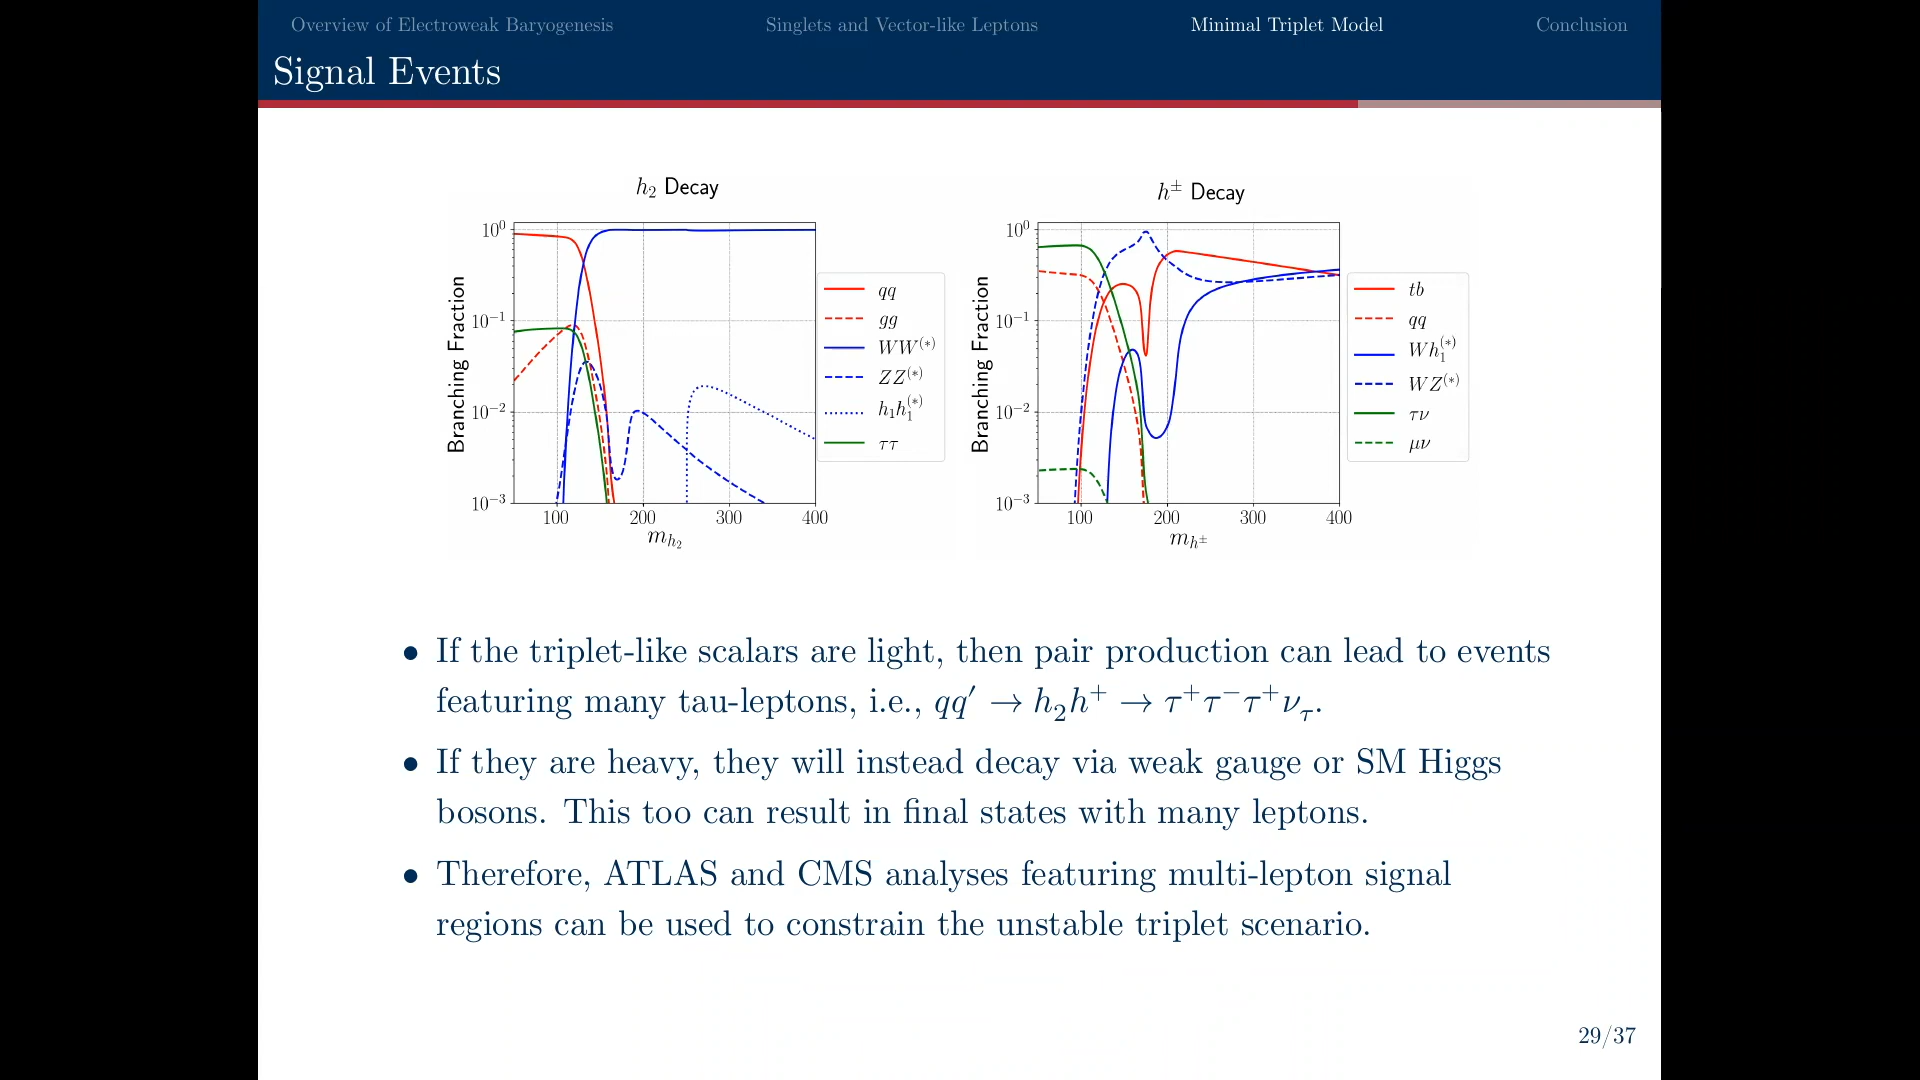 Overview of Electroweak Baryogenesis Singlets and Vector-like Leptons Minimal Triplet Model Conclusion
Signal Events
h₂ Decay
10⁰
10⁻¹
10⁻²
10⁻³
Branching Fraction
100 200 300 400
m_{h₂}
qq
gg
WW⁽*⁾
ZZ⁽*⁾
h₁h₁⁽*⁾
ττ
h± Decay
10⁰
10⁻¹
10⁻²
10⁻³
Branching Fraction
100 200 300 400
m_{h±}
tb
qq
Wh₁⁽*⁾
WZ⁽*⁾
τν
μν
• If the triplet-like scalars are light, then pair production can lead to events
featuring many tau-leptons, i.e., qq′ → h₂h⁺ → τ⁺τ⁻τ⁺ν_τ.
• If they are heavy, they will instead decay via weak gauge or SM Higgs
bosons. This too can result in final states with many leptons.
• Therefore, ATLAS and CMS analyses featuring multi-lepton signal
regions can be used to constrain the unstable triplet scenario.
29/37